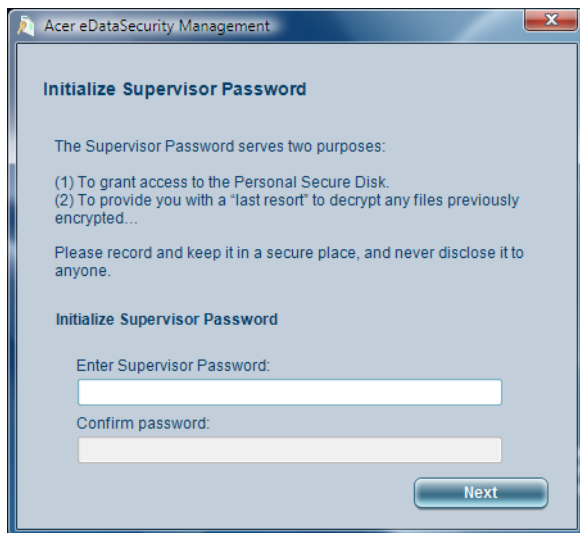 Acer eDataSecurity Management
Initialize Supervisor Password
The Supervisor Password serves two purposes:
(1) To grant access to the Personal Secure Disk.
(2) To provide you with a “last resort” to decrypt any files previously
encrypted...
Please record and keep it in a secure place, and never disclose it to
anyone.
Initialize Supervisor Password
Enter Supervisor Password:
Confirm password:
Next